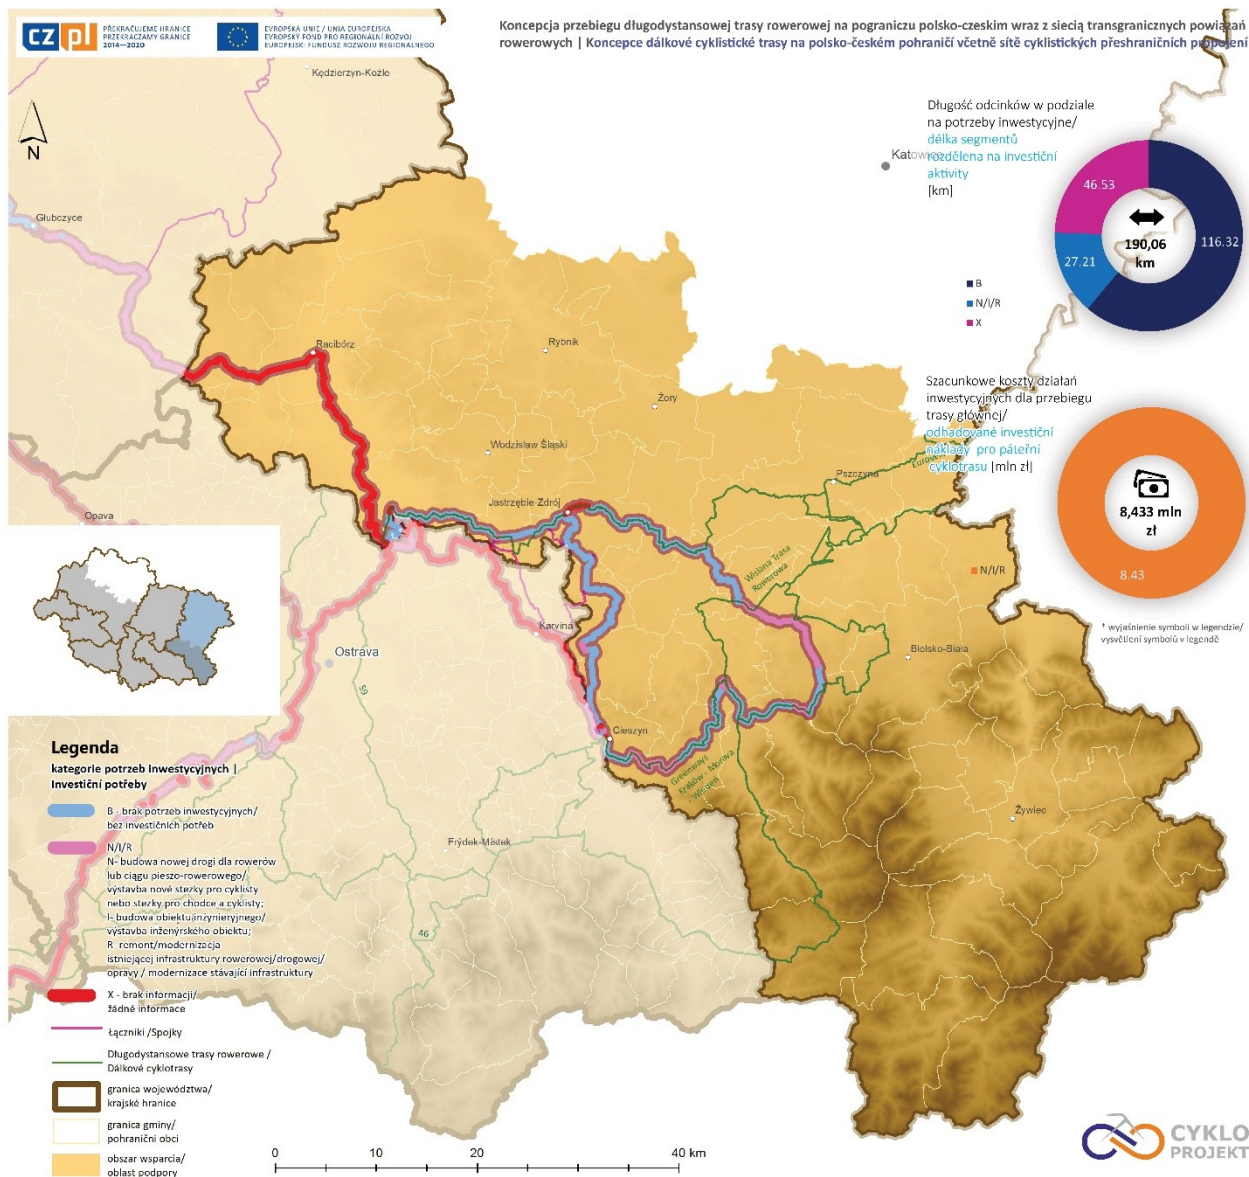 CZ pl
PŘEKRAČUJEME HRANICE
PRZEKRACZAMY GRANICE
2014—2020
EVROPSKÁ UNIE / UNIA EUROPEJSKA
EVROPSKÝ FOND PRO REGIONÁLNÍ ROZVOJ
EUROPEJSKI FUNDUSZ ROZWOJU REGIONALNEGO
Koncepcja przebiegu długodystansowej trasy rowerowej na pograniczu polsko-czeskim wraz z siecią transgranicznych powiązań
rowerowych | Koncepce dálkové cyklistické trasy na polsko-českém pohraničí včetně sítě cyklistických přeshraničních propojení
Kędzierzyn-Koźle
N
Głubczyce
Katowice
Długość odcinków w podziale
na potrzeby inwestycyjne/
délka segmentů
rozdělena na investiční
aktivity
[km]
46.53
27.21
116.32
190,06
km
B
N/I/R
X
Racibórz
Rybnik
Żory
Wodzisław Śląski
Pszczyna
Jastrzębie-Zdrój
Szacunkowe koszty działań
inwestycyjnych dla przebiegu
trasy głównej/
odhadované investiční
náklady pro páteřní
cyklotrasu [mln zł]
8,433 mln
zł
8.43
N/I/R
* wyjaśnienie symboli w legendzie/
vysvětlení symbolů v legendě
Opava
Wiślana Trasa
Rowerowa
Karviná
Ostrava
Bielsko-Biała
59
Cieszyn
Greenways
Kraków - Morava
- Wiedeń
Żywiec
Frýdek-Místek
46
Legenda
kategorie potrzeb inwestycyjnych |
Investiční potřeby
B - brak potrzeb inwestycyjnych/
bez investičních potřeb
N/I/R
N- budowa nowej drogi dla rowerów
lub ciągu pieszo-rowerowego/
výstavba nové stezky pro cyklisty
nebo stezky pro chodce a cyklisty;
I- budowa obiektu inżynieryjnego/
výstavba inženýrského objektu;
R remont/modernizacja
istniejącej infrastruktury rowerowej/drogowej/
opravy / modernizace stávající infrastruktury
X - brak informacji/
žádné informace
Łączniki /Spojky
Długodystansowe trasy rowerowe /
Dálkové cyklotrasy
granica województwa/
krajské hranice
granica gminy/
pohraniční obcí
obszar wsparcia/
oblast podpory
0 10 20 40 km
CYKLO
PROJEKT